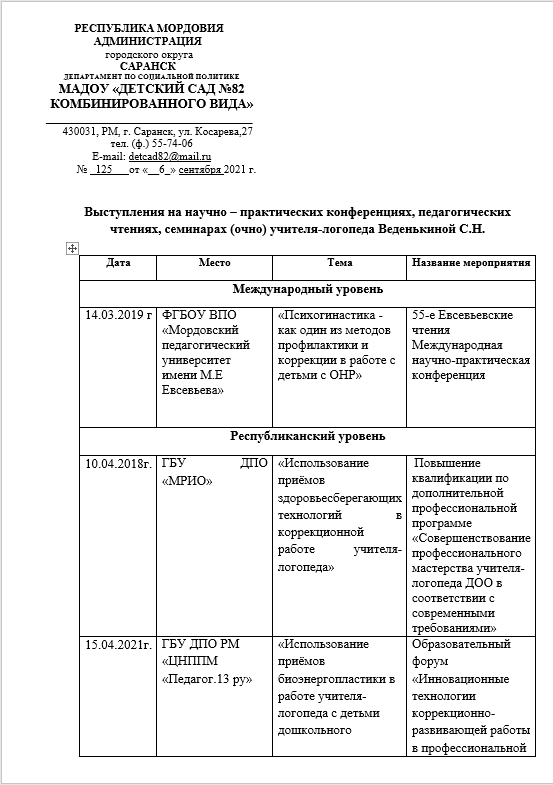 РЕСПУБЛИКА МОРДОВИЯ
АДМИНИСТРАЦИЯ
городского округа
САРАНСК
ДЕПАРТАМЕНТ ПО СОЦИАЛЬНОЙ ПОЛИТИКЕ
МАДОУ «ДЕТСКИЙ САД №82
КОМБИНИРОВАННОГО ВИДА»
430031, РМ, г. Саранск, ул. Косарева,27
тел. (ф.) 55-74-06
E-mail: detcad82@mail.ru
№ _125___от «__6_» сентября 2021 г.
Выступления на научно – практических конференциях, педагогических
чтениях, семинарах (очно) учителя-логопеда Веденькиной С.Н.
Дата Место Тема Название мероприятия
Международный уровень
14.03.2019 г
ФГБОУ ВПО
«Мордовский
педагогический
университет
имени М.Е
Евсевьева»
«Психогинастика -
как один из методов
профилактики и
коррекции в работе с
детьми с ОНР»
55-е Евсевьевские
чтения
Международная
научно-практическая
конференция
Республиканский уровень
10.04.2018г.
ГБУ ДПО
«МРИО»
«Использование
приёмов
здоровьесберегающих
технологий в
коррекционной
работе учителя-
логопеда»
Повышение
квалификации по
дополнительной
профессиональной
программе
«Совершенствование
профессионального
мастерства учителя-
логопеда ДОО в
соответствии с
современными
требованиями»
15.04.2021г.
ГБУ ДПО РМ
«ЦНППМ
«Педагог.13 ру»
«Использование
приёмов
биоэнергопластики в
работе учителя-
логопеда с детьми
дошкольного
Образовательный
форум
«Инновационные
технологии
коррекционно-
развивающей работы
в профессиональной